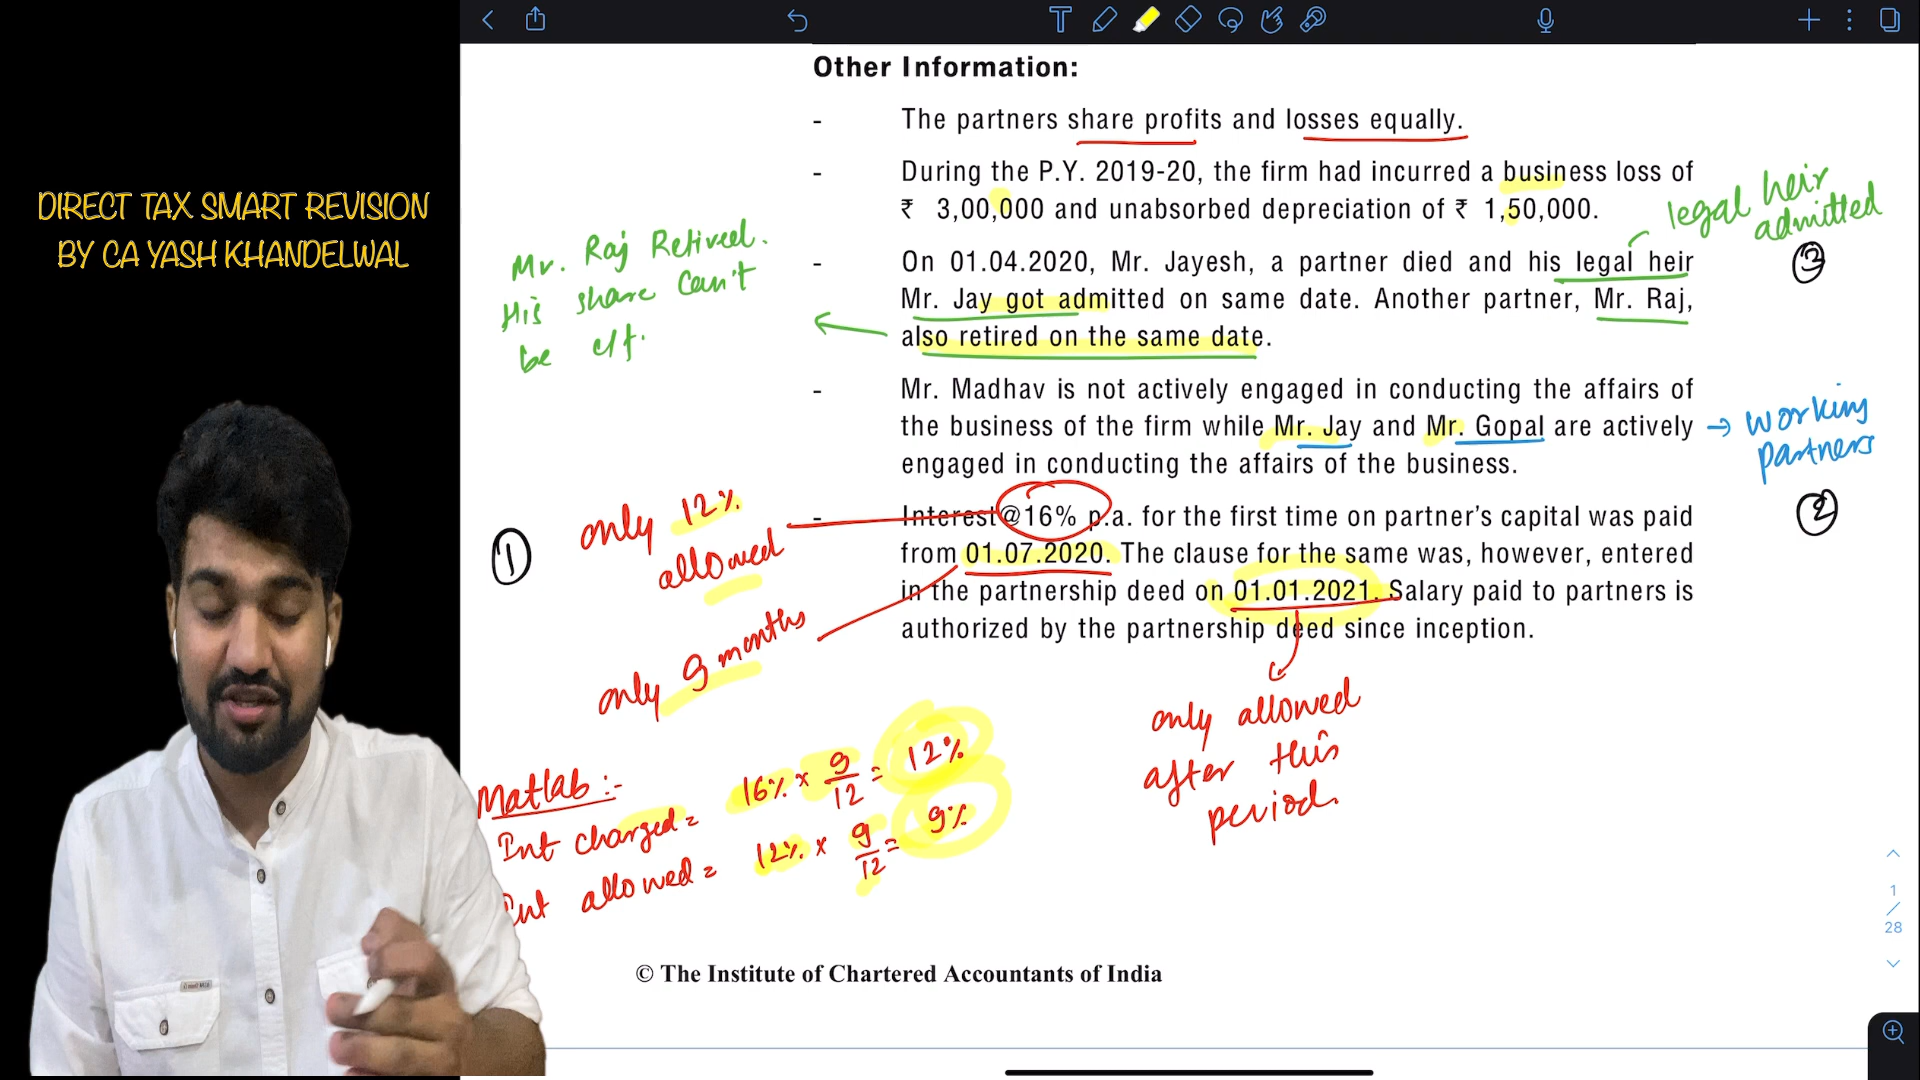 DIRECT TAX SMART REVISION
BY CA YASH KHANDELWAL
Other Information:
- The partners share profits and losses equally.
- During the P.Y. 2019-20, the firm had incurred a business loss of
₹ 3,00,000 and unabsorbed depreciation of ₹ 1,50,000.
legal heir
admitted
③
- On 01.04.2020, Mr. Jayesh, a partner died and his legal heir
Mr. Jay got admitted on same date. Another partner, Mr. Raj,
also retired on the same date.
Mr. Raj Retired.
His share can't
be c/f.
- Mr. Madhav is not actively engaged in conducting the affairs of
the business of the firm while Mr. Jay and Mr. Gopal are actively
engaged in conducting the affairs of the business.
→ working
partners
②
- Interest @16% p.a. for the first time on partner's capital was paid
from 01.07.2020. The clause for the same was, however, entered
in the partnership deed on 01.01.2021. Salary paid to partners is
authorized by the partnership deed since inception.
①
only 12%
allowed
only 9 months
only allowed
after this
period.
Matlab :-
Int charged = 16% × 9/12 = 12%
Int allowed = 12% × 9/12 = 9%
© The Institute of Chartered Accountants of India
1
/
28